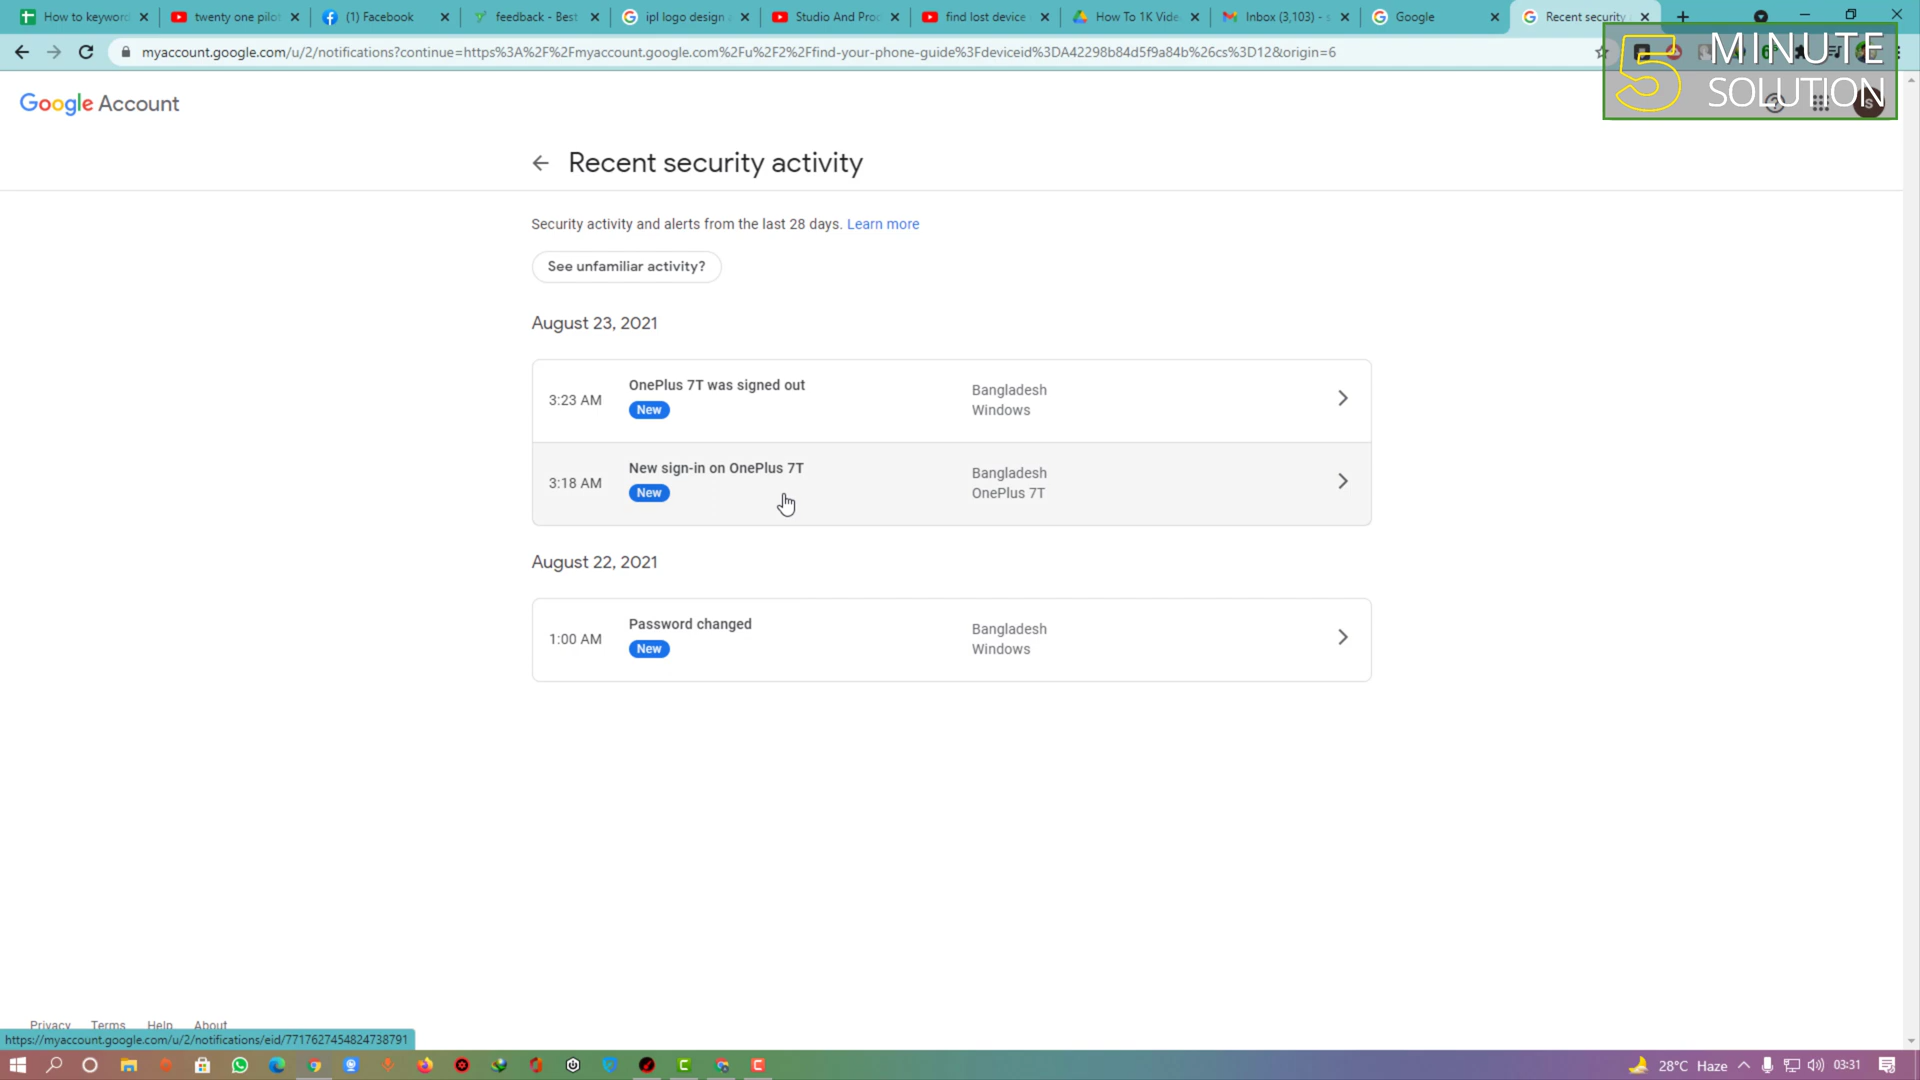 How to keyword
twenty one pilot
(1) Facebook
feedback - Best
ipl logo design
Studio And Proc
find lost device
How To 1K Vide
Inbox (3,103) - s
Google
Recent security
myaccount.google.com/u/2/notifications?continue=https%3A%2F%2Fmyaccount.google.com%2Fu%2F2%2Ffind-your-phone-guide%3Fdeviceid%3DA42298b84d5f9a84b%26cs%3D12&origin=6
5 MINUTE
SOLUTION
Google Account
S
Recent security activity
Security activity and alerts from the last 28 days. Learn more
See unfamiliar activity?
August 23, 2021
3:23 AM
OnePlus 7T was signed out
New
Bangladesh
Windows
3:18 AM
New sign-in on OnePlus 7T
New
Bangladesh
OnePlus 7T
August 22, 2021
1:00 AM
Password changed
New
Bangladesh
Windows
Privacy Terms Help About
https://myaccount.google.com/u/2/notifications/eid/7717627454824738791
28°C Haze
03:31